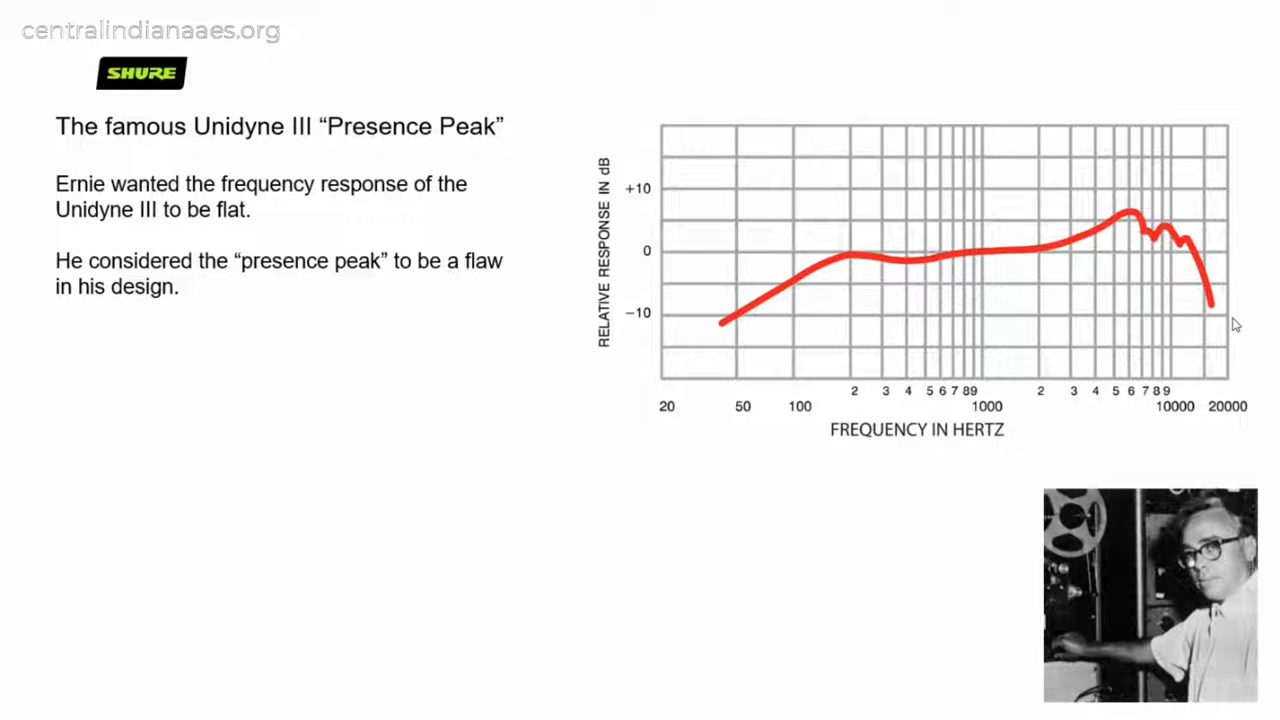 centralindianaaes.org
SHURE
The famous Unidyne III “Presence Peak”
Ernie wanted the frequency response of the
Unidyne III to be flat.
He considered the “presence peak” to be a flaw
in his design.
RELATIVE RESPONSE IN dB
+10
0
−10
2 3 4 5 6 7 8 9 2 3 4 5 6 7 8 9
20 50 100 1000 10000 20000
FREQUENCY IN HERTZ